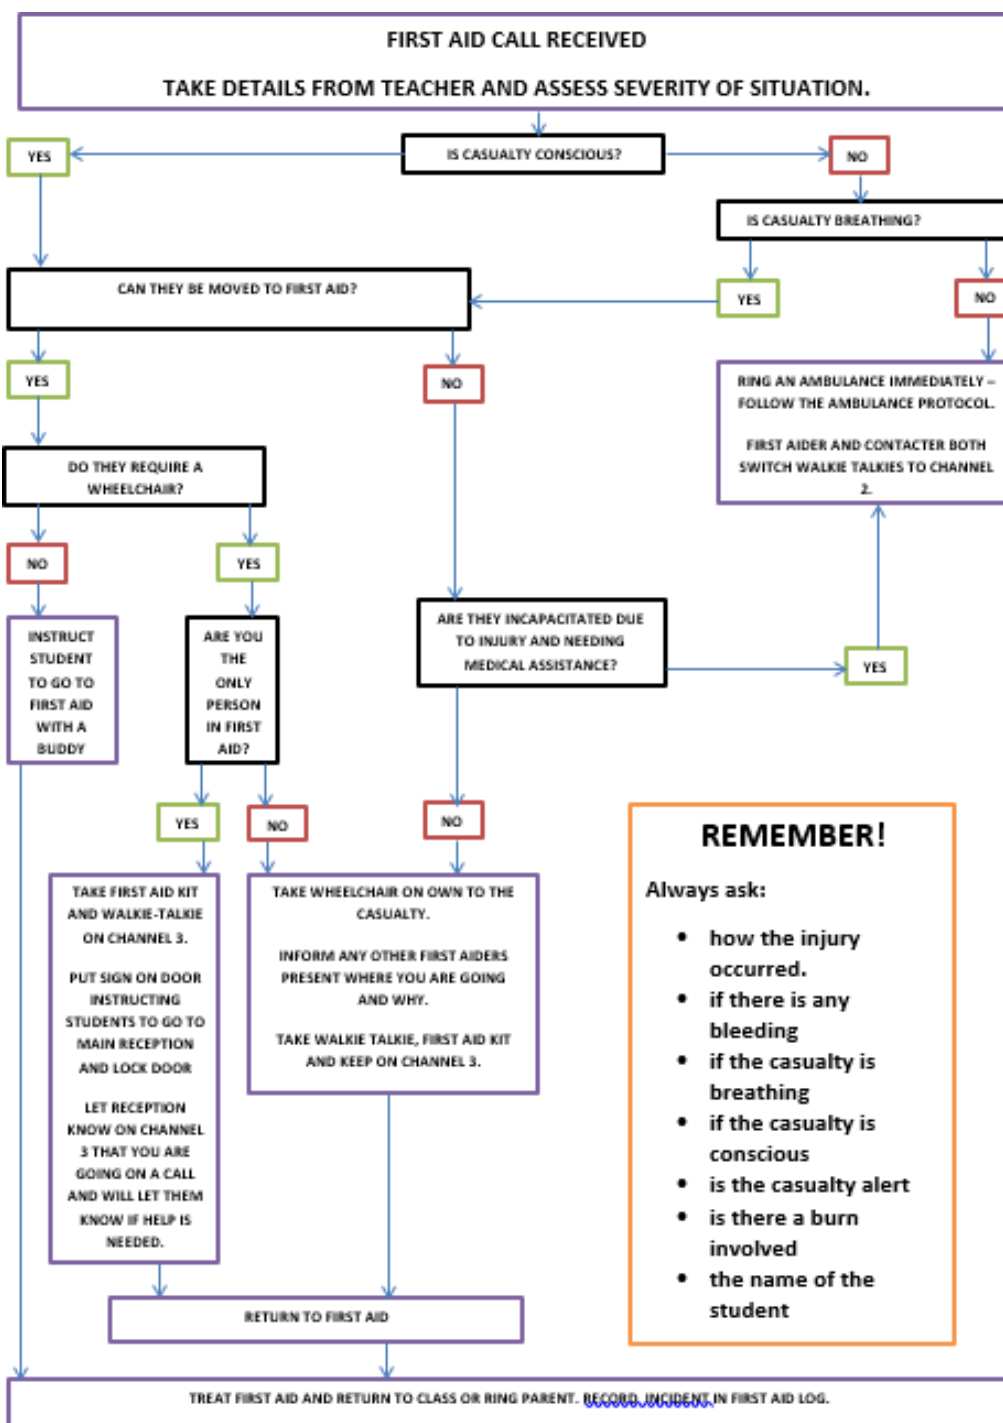 FIRST AID CALL RECEIVED
TAKE DETAILS FROM TEACHER AND ASSESS SEVERITY OF SITUATION.
YES
IS CASUALTY CONSCIOUS?
NO
IS CASUALTY BREATHING?
CAN THEY BE MOVED TO FIRST AID?
YES
NO
YES
NO
RING AN AMBULANCE IMMEDIATELY –
FOLLOW THE AMBULANCE PROTOCOL.
FIRST AIDER AND CONTACTER BOTH
SWITCH WALKIE TALKIES TO CHANNEL
2.
DO THEY REQUIRE A
WHEELCHAIR?
NO
YES
ARE THEY INCAPACITATED DUE
TO INJURY AND NEEDING
MEDICAL ASSISTANCE?
YES
INSTRUCT
STUDENT
TO GO TO
FIRST AID
WITH A
BUDDY
ARE YOU
THE
ONLY
PERSON
IN FIRST
AID?
YES
NO
NO
TAKE FIRST AID KIT
AND WALKIE-TALKIE
ON CHANNEL 3.
PUT SIGN ON DOOR
INSTRUCTING
STUDENTS TO GO TO
MAIN RECEPTION
AND LOCK DOOR
LET RECEPTION
KNOW ON CHANNEL
3 THAT YOU ARE
GOING ON A CALL
AND WILL LET THEM
KNOW IF HELP IS
NEEDED.
TAKE WHEELCHAIR ON OWN TO THE
CASUALTY.
INFORM ANY OTHER FIRST AIDERS
PRESENT WHERE YOU ARE GOING
AND WHY.
TAKE WALKIE TALKIE, FIRST AID KIT
AND KEEP ON CHANNEL 3.
REMEMBER!
Always ask:
• how the injury
occurred.
• if there is any
bleeding
• if the casualty is
breathing
• if the casualty is
conscious
• is the casualty alert
• is there a burn
involved
• the name of the
student
RETURN TO FIRST AID
TREAT FIRST AID AND RETURN TO CLASS OR RING PARENT. RECORD INCIDENT IN FIRST AID LOG.